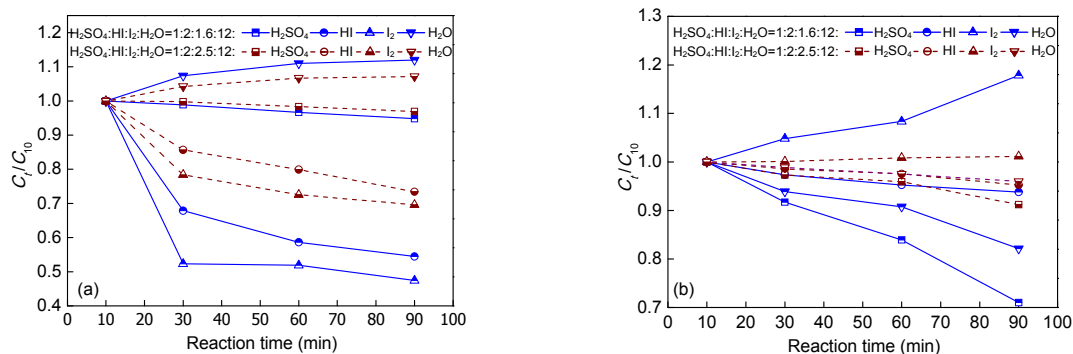 H₂SO₄:HI:I₂:H₂O=1:2:1.6:12: H₂SO₄ HI I₂ H₂O
H₂SO₄:HI:I₂:H₂O=1:2:2.5:12: H₂SO₄ HI I₂ H₂O
1.2
1.1
1.0
0.9
0.8
0.7
0.6
0.5
0.4
Cₜ/C₁₀
(a)
0 10 20 30 40 50 60 70 80 90 100
Reaction time (min)
H₂SO₄:HI:I₂:H₂O=1:2:1.6:12: H₂SO₄ HI I₂ H₂O
H₂SO₄:HI:I₂:H₂O=1:2:2.5:12: H₂SO₄ HI I₂ H₂O
1.3
1.2
1.1
1.0
0.9
0.8
0.7
Cₜ/C₁₀
(b)
0 10 20 30 40 50 60 70 80 90 100
Reaction time (min)